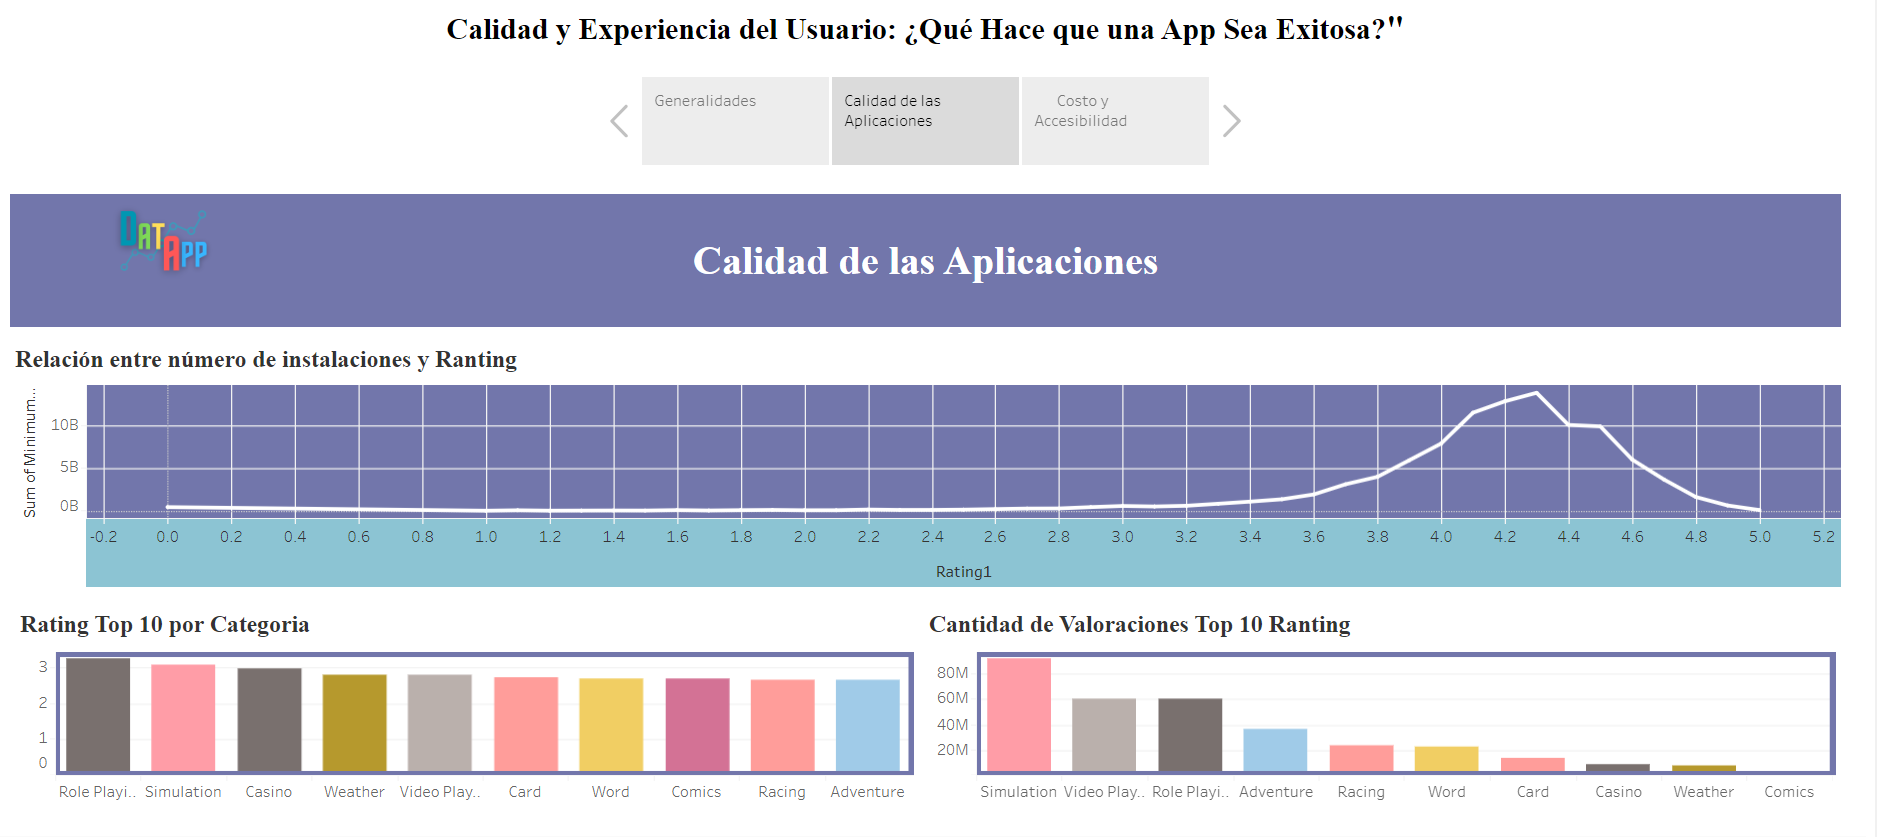 Calidad y Experiencia del Usuario: ¿Qué Hace que una App Sea Exitosa?"
Generalidades
Calidad de las
Aplicaciones
Costo y
Accesibilidad
DATAPP
Calidad de las Aplicaciones
Relación entre número de instalaciones y Ranting
Sum of Minimum...
10B
5B
0B
-0.2 0.0 0.2 0.4 0.6 0.8 1.0 1.2 1.4 1.6 1.8 2.0 2.2 2.4 2.6 2.8 3.0 3.2 3.4 3.6 3.8 4.0 4.2 4.4 4.6 4.8 5.0 5.2
Rating1
Rating Top 10 por Categoria
3
2
1
0
Role Playi.. Simulation Casino Weather Video Play.. Card Word Comics Racing Adventure
Cantidad de Valoraciones Top 10 Ranting
80M
60M
40M
20M
Simulation Video Play.. Role Playi.. Adventure Racing Word Card Casino Weather Comics